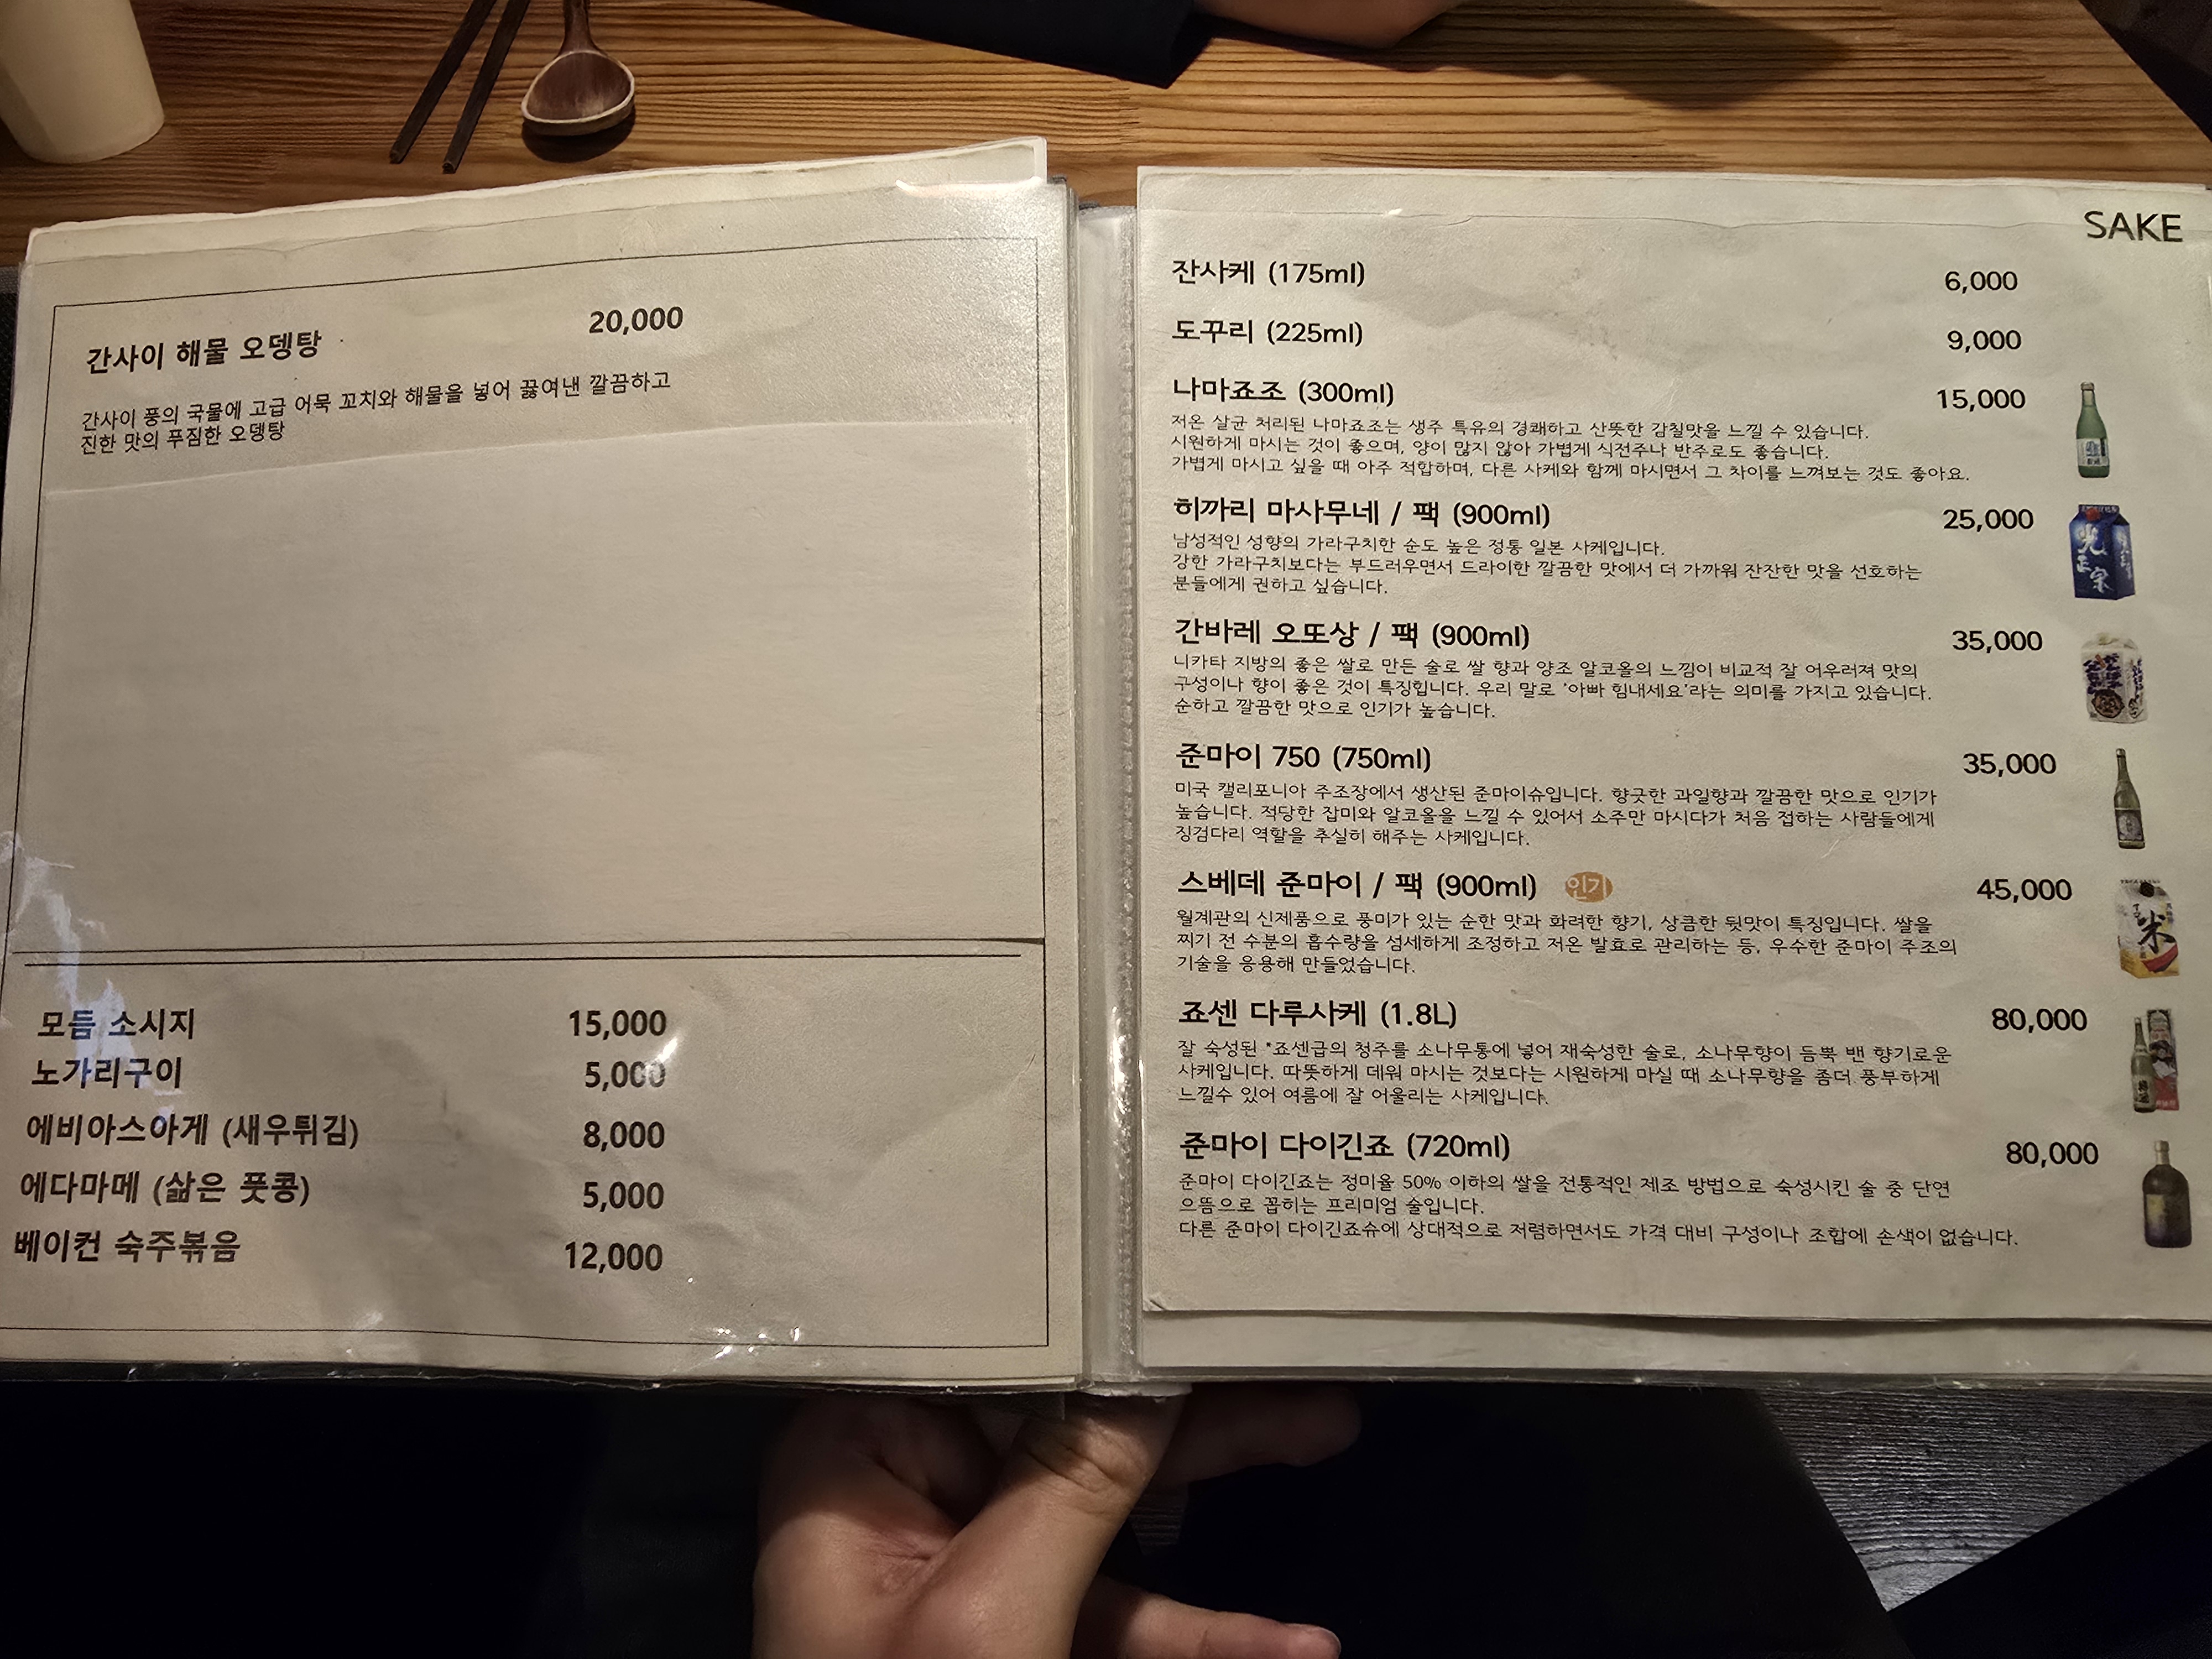 간사이 해물 오뎅탕 20,000
간사이 풍의 국물에 고급 어묵 꼬치와 해물을 넣어 끓여낸 깔끔하고
진한 맛의 푸짐한 오뎅탕
모듬 소시지 15,000
노가리구이 5,000
에비아스아게 (새우튀김) 8,000
에다마메 (삶은 풋콩) 5,000
베이컨 숙주볶음 12,000
SAKE
잔사케 (175ml) 6,000
도꾸리 (225ml) 9,000
나마죠조 (300ml) 15,000
저온 살균 처리된 나마죠조는 생주 특유의 경쾌하고 산뜻한 감칠맛을 느낄 수 있습니다.
시원하게 마시는 것이 좋으며, 양이 많지 않아 가볍게 식전주나 반주로도 좋습니다.
가볍게 마시고 싶을 때 아주 적합하며, 다른 사케와 함께 마시면서 그 차이를 느껴보는 것도 좋아요.
히까리 마사무네 / 팩 (900ml) 25,000
남성적인 성향의 가라구치한 순도 높은 정통 일본 사케입니다.
강한 가라구치보다는 부드러우면서 드라이한 깔끔한 맛에서 더 가까워 잔잔한 맛을 선호하는
분들에게 권하고 싶습니다.
光正宗
간바레 오또상 / 팩 (900ml) 35,000
니카타 지방의 좋은 쌀로 만든 술로 쌀 향과 양조 알코올의 느낌이 비교적 잘 어우러져 맛의
구성이나 향이 좋은 것이 특징힙니다. 우리 말로 '아빠 힘내세요'라는 의미를 가지고 있습니다.
순하고 깔끔한 맛으로 인기가 높습니다.
준마이 750 (750ml) 35,000
미국 캘리포니아 주조장에서 생산된 준마이슈입니다. 향긋한 과일향과 깔끔한 맛으로 인기가
높습니다. 적당한 잡미와 알코올을 느낄 수 있어서 소주만 마시다가 처음 접하는 사람들에게
징검다리 역할을 추실히 해주는 사케입니다.
스베데 준마이 / 팩 (900ml) 인기 45,000
월계관의 신제품으로 풍미가 있는 순한 맛과 화려한 향기, 상큼한 뒷맛이 특징입니다. 쌀을
찌기 전 수분의 흡수량을 섬세하게 조정하고 저온 발효로 관리하는 등, 우수한 준마이 주조의
기술을 응용해 만들었습니다.
米
죠센 다루사케 (1.8L) 80,000
잘 숙성된 *죠센급의 청주를 소나무통에 넣어 재숙성한 술로, 소나무향이 듬뿍 밴 향기로운
사케입니다. 따뜻하게 데워 마시는 것보다는 시원하게 마실 때 소나무향을 좀더 풍부하게
느낄수 있어 여름에 잘 어울리는 사케입니다.
준마이 다이긴죠 (720ml) 80,000
준마이 다이긴죠는 정미율 50% 이하의 쌀을 전통적인 제조 방법으로 숙성시킨 술 중 단연
으뜸으로 꼽히는 프리미엄 술입니다.
다른 준마이 다이긴죠슈에 상대적으로 저렴하면서도 가격 대비 구성이나 조합에 손색이 없습니다.